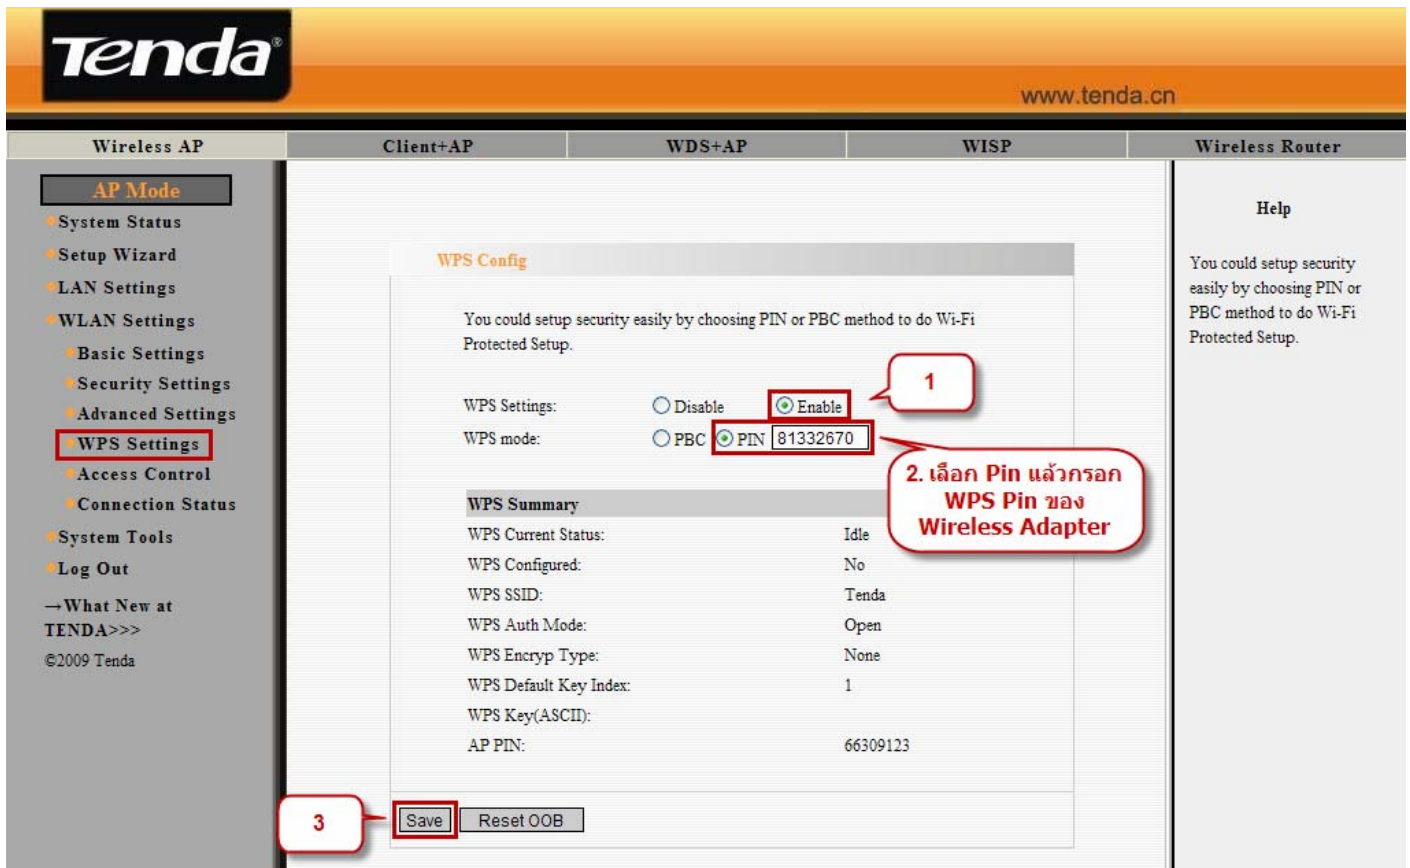 Tenda®
www.tenda.cn
Wireless AP
Client+AP
WDS+AP
WISP
Wireless Router
AP Mode
System Status
Setup Wizard
LAN Settings
WLAN Settings
Basic Settings
Security Settings
Advanced Settings
WPS Settings
Access Control
Connection Status
System Tools
Log Out
→What New at
TENDA>>>
©2009 Tenda
WPS Config
You could setup security easily by choosing PIN or PBC method to do Wi-Fi
Protected Setup.
WPS Settings: Disable Enable
1
WPS mode: PBC PIN 81332670
2. เลือก Pin แล้วกรอก
WPS Pin ของ
Wireless Adapter
WPS Summary
WPS Current Status: Idle
WPS Configured: No
WPS SSID: Tenda
WPS Auth Mode: Open
WPS Encryp Type: None
WPS Default Key Index: 1
WPS Key(ASCII):
AP PIN: 66309123
3
Save Reset OOB
Help
You could setup security
easily by choosing PIN or
PBC method to do Wi-Fi
Protected Setup.